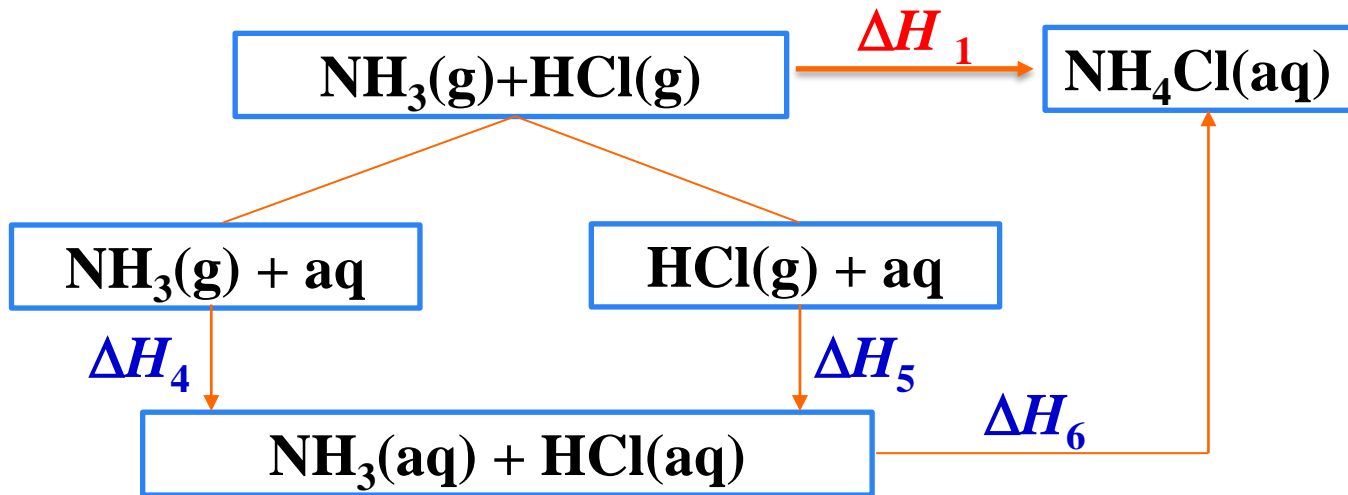 ΔH ₁
NH₃(g)+HCl(g)
NH₄Cl(aq)
NH₃(g) + aq
HCl(g) + aq
ΔH₄
ΔH₅
ΔH₆
NH₃(aq) + HCl(aq)